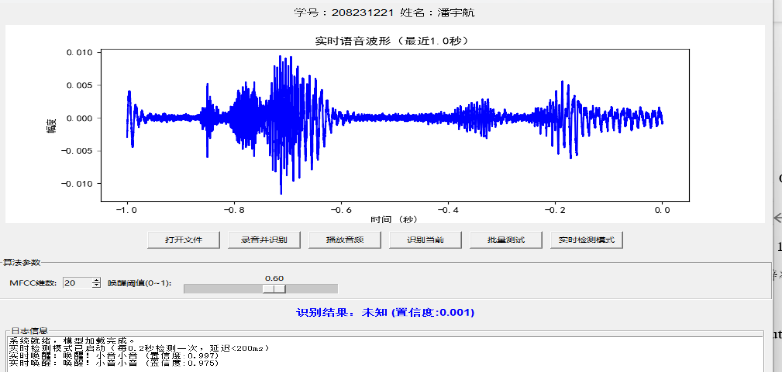 学号：208231221 姓名：潘宇航
实时语音波形（最近1.0秒）
0.010
0.005
0.000
−0.005
−0.010
幅度
−1.0 −0.8 −0.6 −0.4 −0.2 0.0
时间（秒）
打开文件 录音并识别 播放音频 识别当前 批量测试 实时检测模式
算法参数
MFCC维数: 20 唤醒阈值(0~1): 0.60
识别结果：未知 (置信度:0.001)
日志信息
系统就绪，模型加载完成。
实时检测模式已启动（每0.2秒检测一次，延迟<200ms）
实时唤醒：唤醒！小音小音 (置信度:0.997)
实时唤醒：唤醒！小音小音 (置信度:0.975)